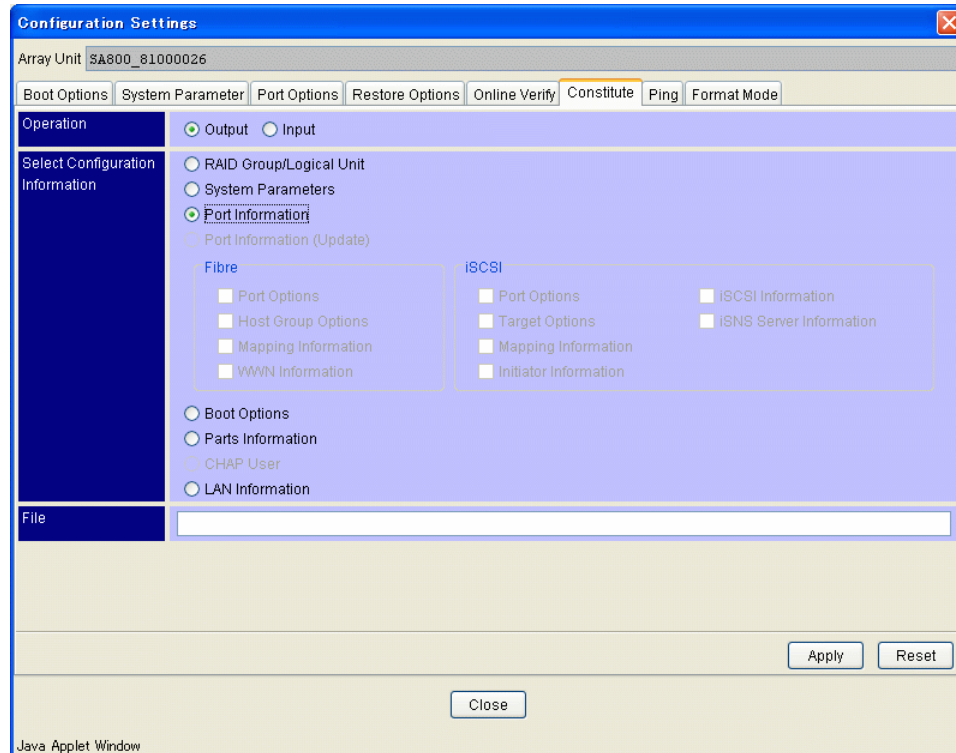 Configuration Settings
Array Unit SA800_81000026
Boot Options System Parameter Port Options Restore Options Online Verify Constitute Ping Format Mode
Operation Output Input
Select Configuration Information
RAID Group/Logical Unit
System Parameters
Port Information
Port Information (Update)
Fibre
Port Options
Host Group Options
Mapping Information
WWN Information
iSCSI
Port Options iSCSI Information
Target Options iSNS Server Information
Mapping Information
Initiator Information
Boot Options
Parts Information
CHAP User
LAN Information
File
Apply Reset
Close
Java Applet Window